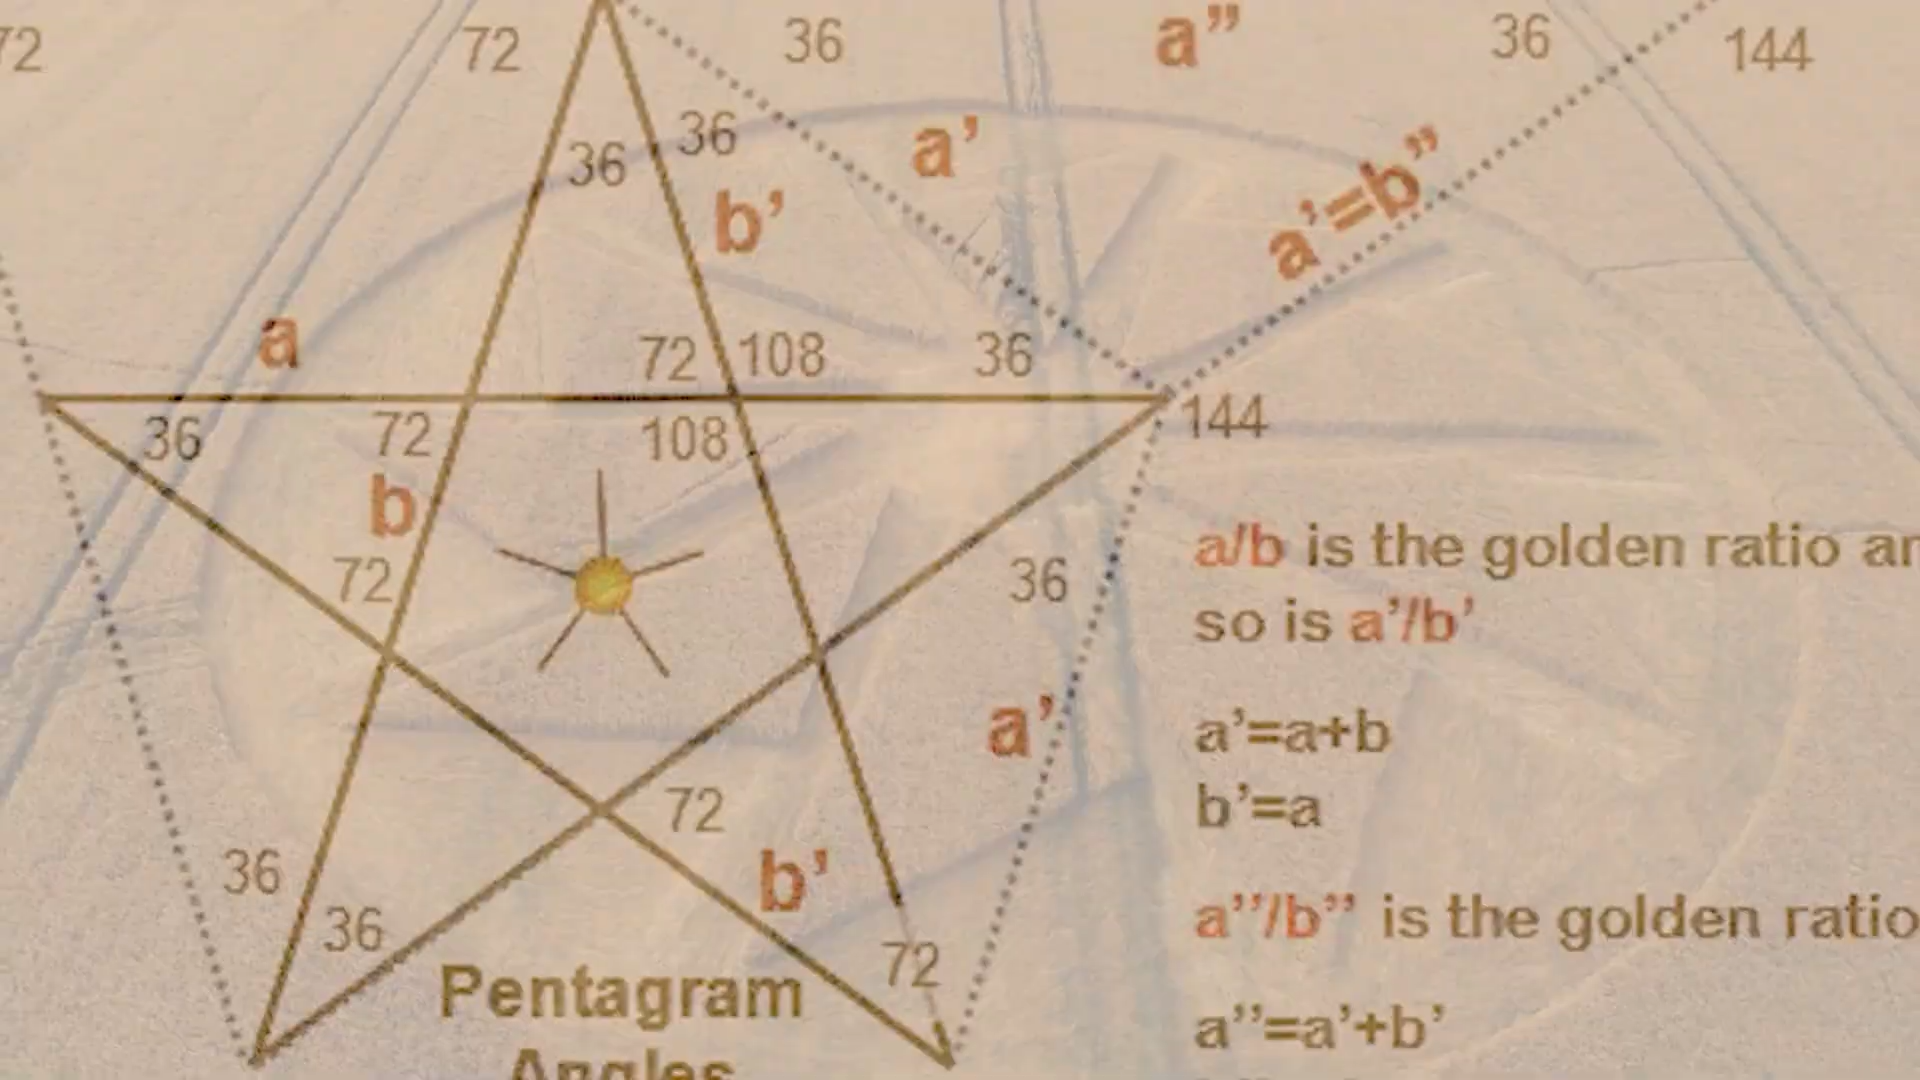 72
72
36
a”
36
144
36
36
a’
a’=b”
b’
a
72
108
36
36
72
108
144
b
a/b is the golden ratio
72
36
so is a’/b’
a’
a’=a+b
72
b’=a
36
b’
36
a”/b” is the golden ratio
72
Pentagram
a”=a’+b’
Angles